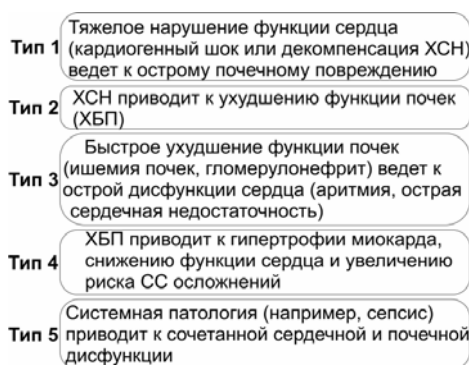 Тип 1 Тяжелое нарушение функции сердца
(кардиогенный шок или декомпенсация ХСН)
ведет к острому почечному повреждению
Тип 2 ХСН приводит к ухудшению функции почек
(ХБП)
Тип 3 Быстрое ухудшение функции почек
(ишемия почек, гломерулонефрит) ведет к
острой дисфункции сердца (аритмия, острая
сердечная недостаточность)
Тип 4 ХБП приводит к гипертрофии миокарда,
снижению функции сердца и увеличению
риска СС осложнений
Тип 5 Системная патология (например, сепсис)
приводит к сочетанной сердечной и почечной
дисфункции